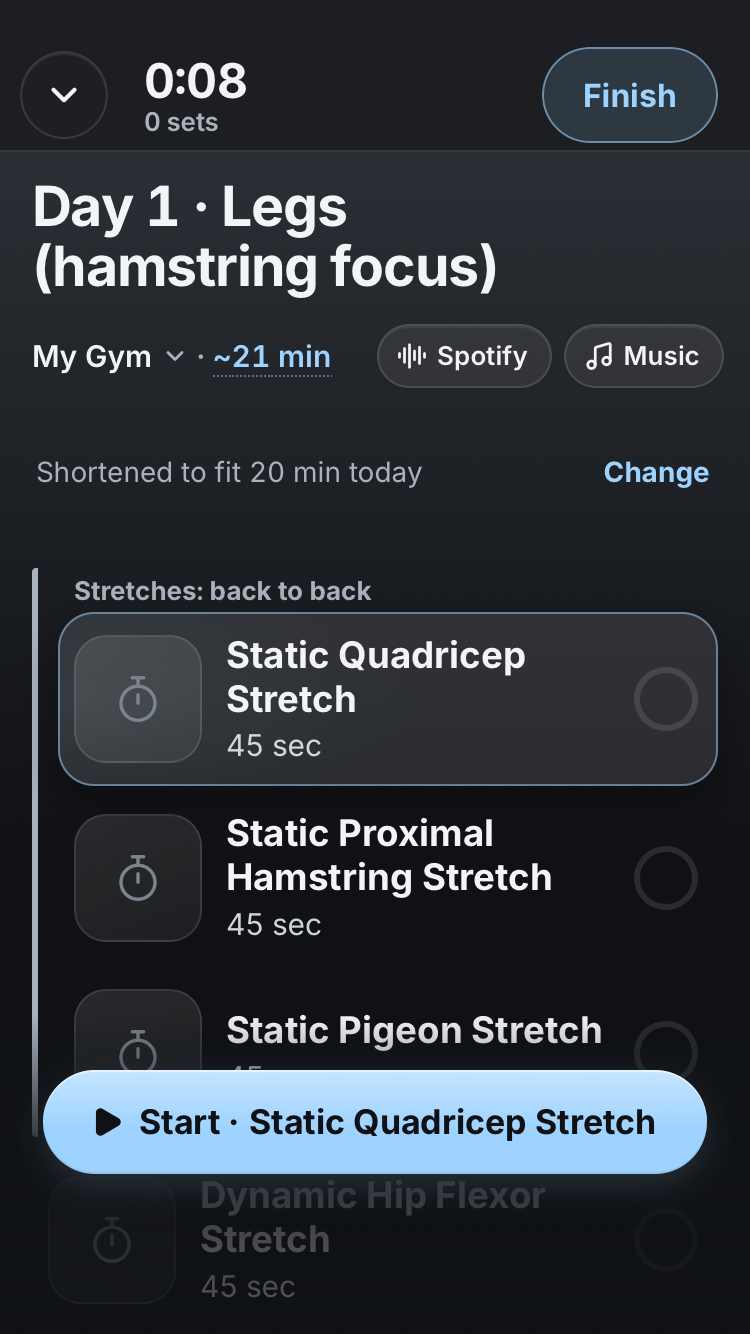 0:08
0 sets
Finish
Day 1 · Legs
(hamstring focus)
My Gym · ~21 min
Spotify
Music
Shortened to fit 20 min today
Change
Stretches: back to back
Static Quadricep
Stretch
45 sec
Static Proximal
Hamstring Stretch
45 sec
Static Pigeon Stretch
Start · Static Quadricep Stretch
Dynamic Hip Flexor
Stretch
45 sec